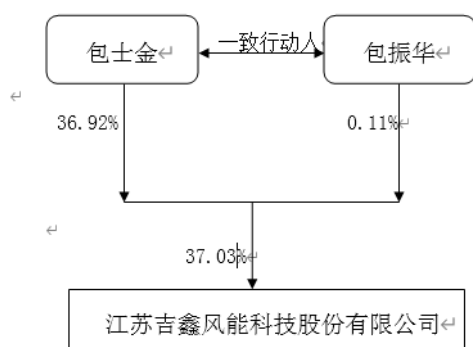 包士金
一致行动人
包振华
36.92%
0.11%
37.03%
江苏吉鑫风能科技股份有限公司